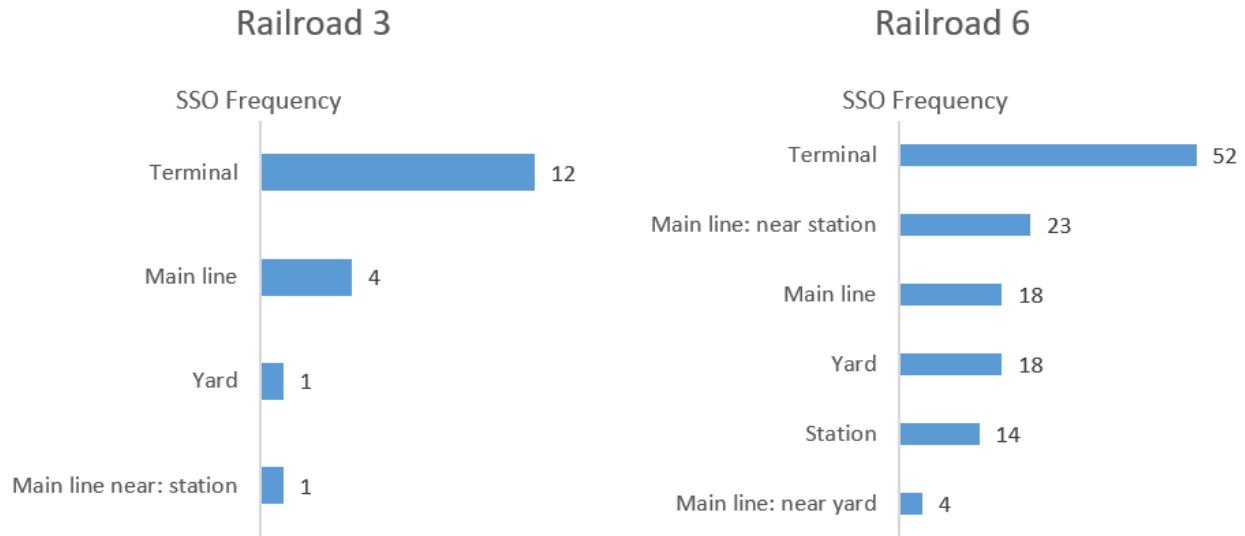 Railroad 3
SSO Frequency
Terminal 12
Main line 4
Yard 1
Main line near: station 1
Railroad 6
SSO Frequency
Terminal 52
Main line: near station 23
Main line 18
Yard 18
Station 14
Main line: near yard 4